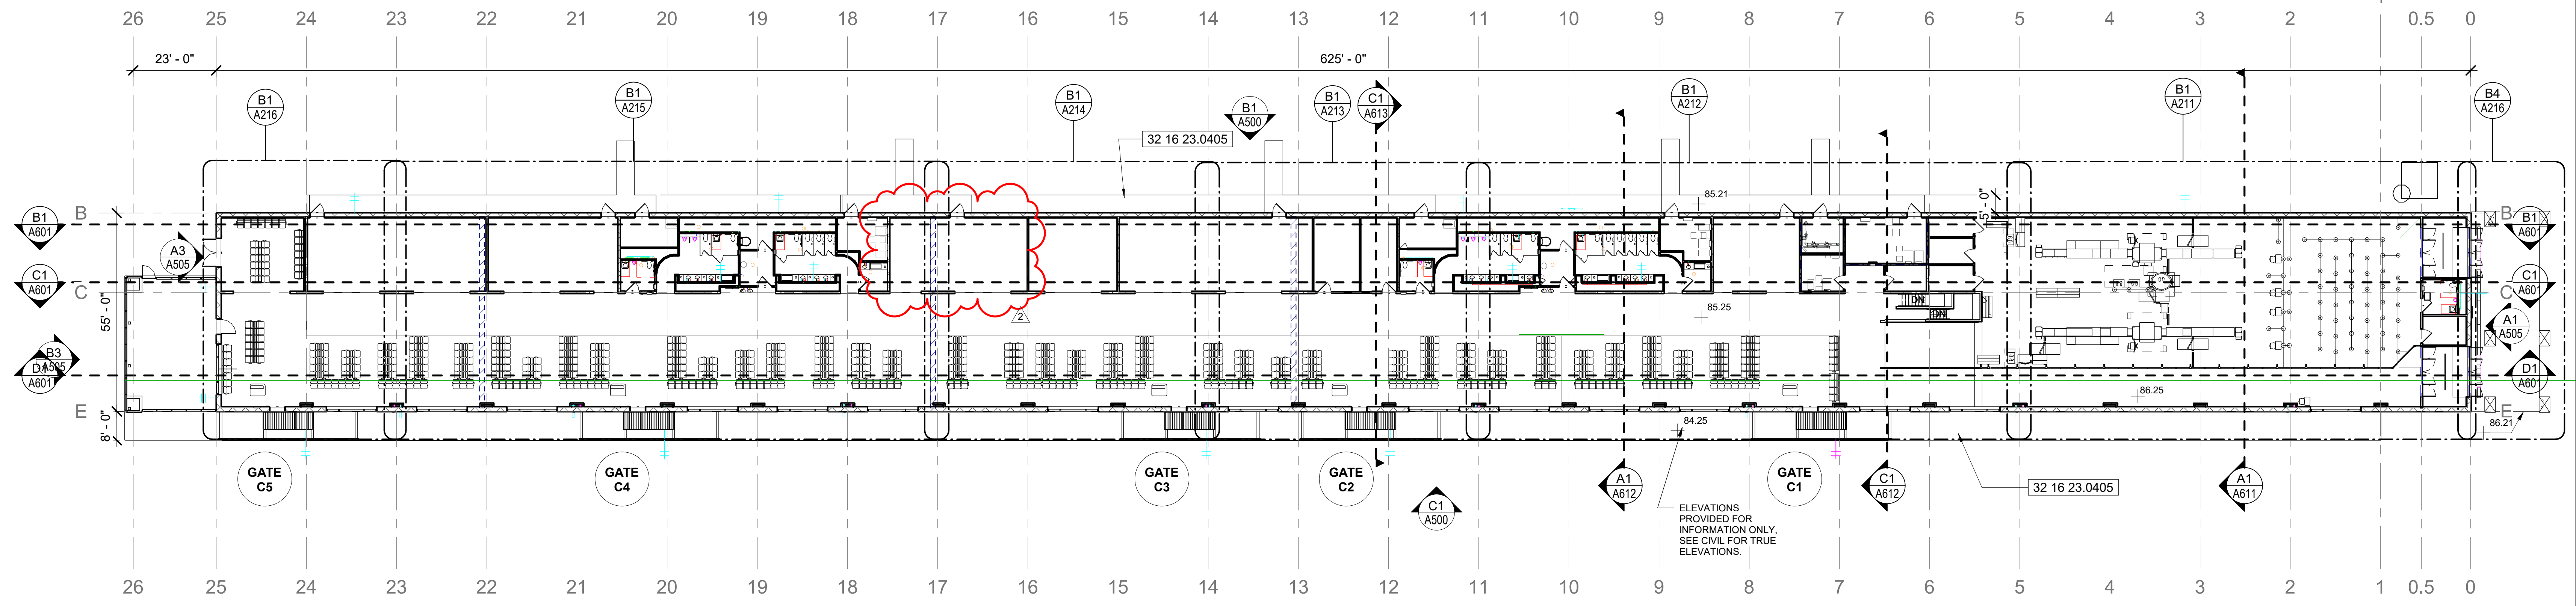 26 25 24 23 22 21 20 19 18 17 16 15 14 13 12 11 10 9 8 7 6 5 4 3 2 1 0.5 0
23' - 0"
625' - 0"
B1
A216
B1
A215
B1
A214
B1
A500
B1
A213
C1
A613
B1
A212
B1
A211
B4
A216
32 16 23.0405
85.21
5' - 0"
B
B1
A601
A3
A505
C1
A601
C
55' - 0"
B3
A505
D1
A601
E
8' - 0"
2
85.25
DN
DN
B
B1
A601
C1
A601
C
A1
A505
D1
A601
86.25
E
86.21
84.25
GATE
C5
GATE
C4
GATE
C3
GATE
C2
GATE
C1
C1
A500
A1
A612
C1
A612
A1
A611
32 16 23.0405
ELEVATIONS
PROVIDED FOR
INFORMATION ONLY,
SEE CIVIL FOR TRUE
ELEVATIONS.
26 25 24 23 22 21 20 19 18 17 16 15 14 13 12 11 10 9 8 7 6 5 4 3 2 1 0.5 0